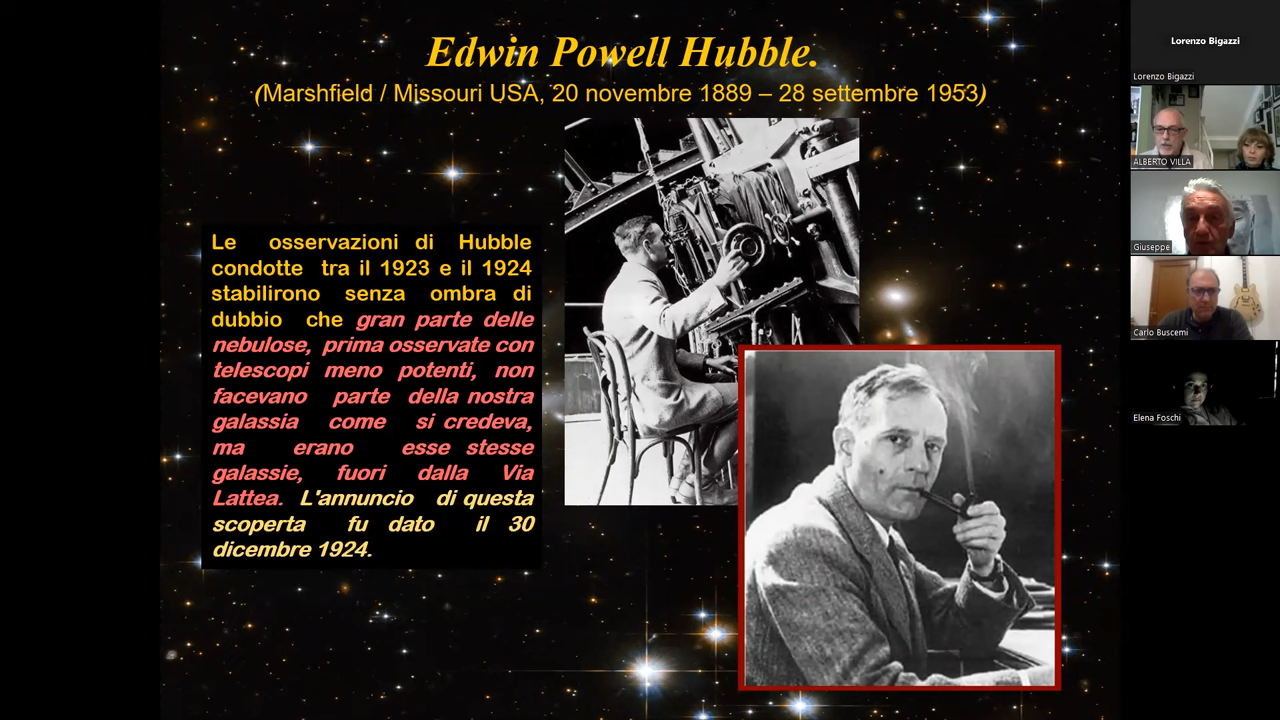 Edwin Powell Hubble.
(Marshfield / Missouri USA, 20 novembre 1889 – 28 settembre 1953)
Le osservazioni di Hubble
condotte tra il 1923 e il 1924
stabilirono senza ombra di
dubbio che gran parte delle
nebulose, prima osservate con
telescopi meno potenti, non
facevano parte della nostra
galassia come si credeva,
ma erano esse stesse
galassie, fuori dalla Via
Lattea. L'annuncio di questa
scoperta fu dato il 30
dicembre 1924.
Lorenzo Bigazzi
Lorenzo Bigazzi
ALBERTO VILLA
Giuseppe
Carlo Buscemi
Elena Foschi